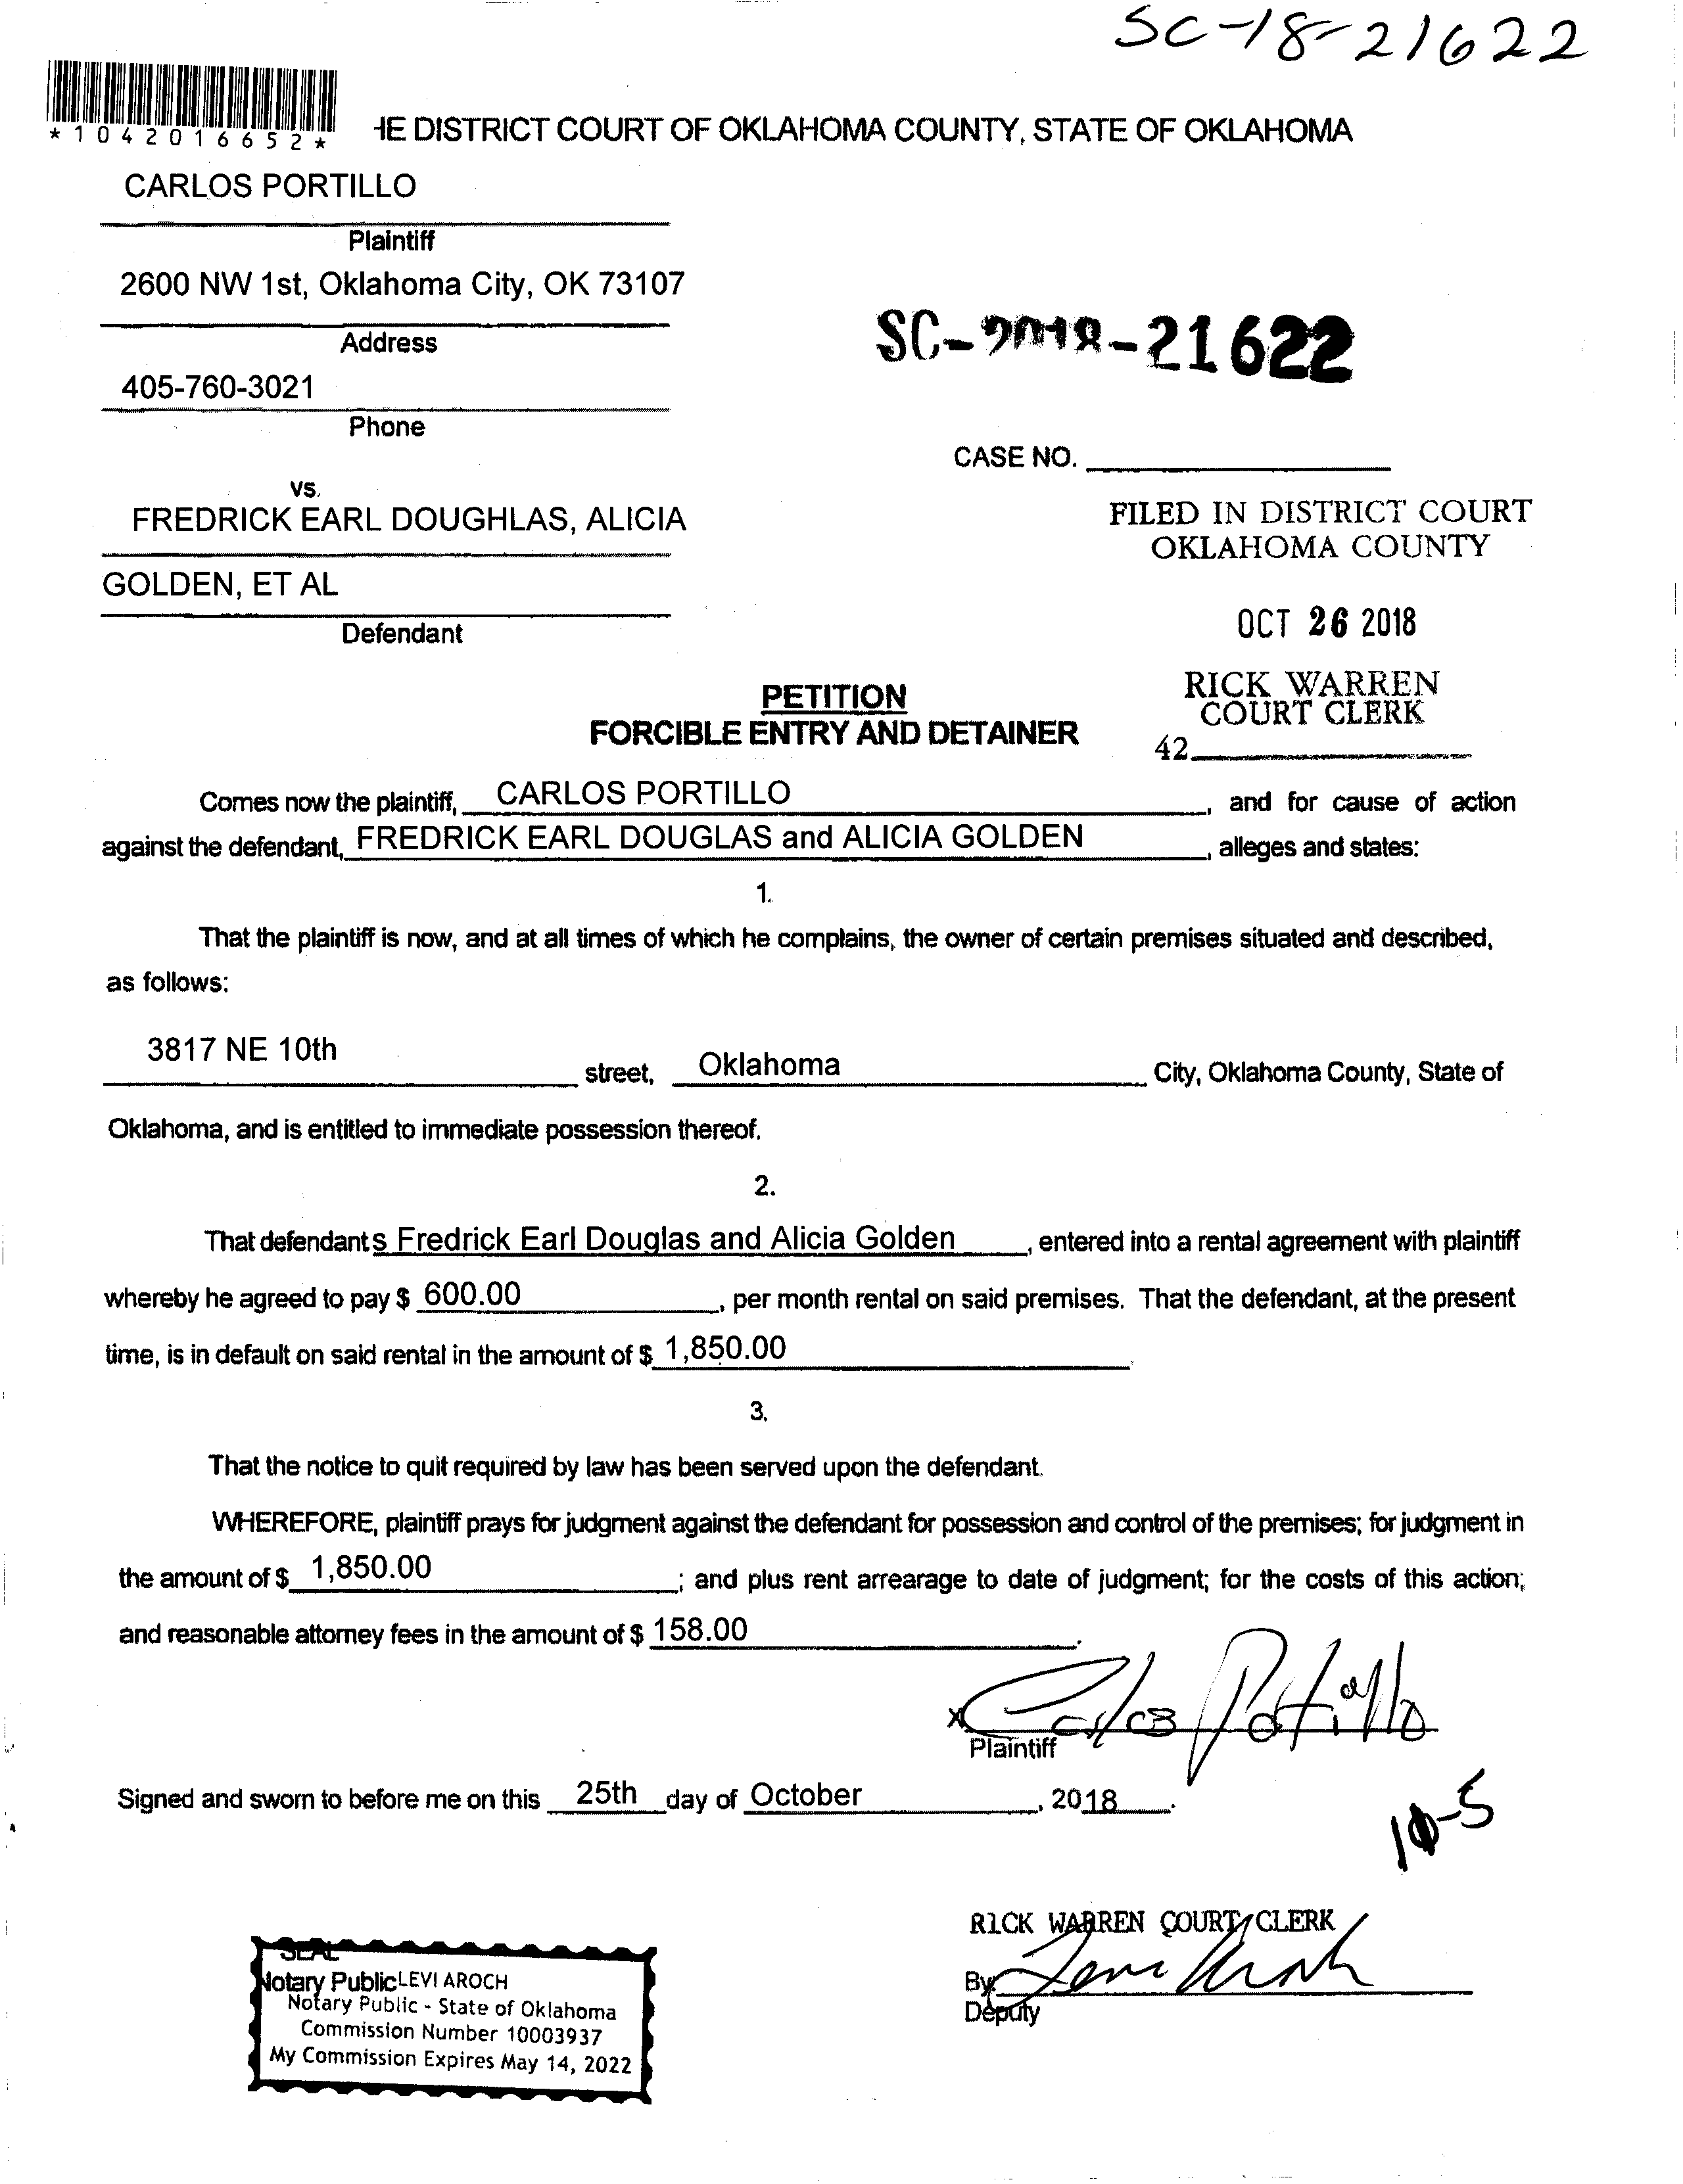 SC-18-21622
*1042016652*
HE DISTRICT COURT OF OKLAHOMA COUNTY, STATE OF OKLAHOMA
CARLOS PORTILLO
Plaintiff
2600 NW 1st, Oklahoma City, OK 73107
Address
SC-2018-21622
405-760-3021
Phone
CASE NO.
vs.
FREDRICK EARL DOUGHLAS, ALICIA
GOLDEN, ET AL
Defendant
FILED IN DISTRICT COURT
OKLAHOMA COUNTY
OCT 26 2018
RICK WARREN
COURT CLERK
42
PETITION
FORCIBLE ENTRY AND DETAINER
Comes now the plaintiff, CARLOS PORTILLO, and for cause of action
against the defendant, FREDRICK EARL DOUGLAS and ALICIA GOLDEN, alleges and states:
1.
That the plaintiff is now, and at all times of which he complains, the owner of certain premises situated and described,
as follows:
3817 NE 10th street, Oklahoma City, Oklahoma County, State of
Oklahoma, and is entitled to immediate possession thereof.
2.
That defendants Fredrick Earl Douglas and Alicia Golden, entered into a rental agreement with plaintiff
whereby he agreed to pay $ 600.00, per month rental on said premises. That the defendant, at the present
time, is in default on said rental in the amount of $ 1,850.00.
3.
That the notice to quit required by law has been served upon the defendant.
WHEREFORE, plaintiff prays for judgment against the defendant for possession and control of the premises; for judgment in
the amount of $ 1,850.00; and plus rent arrearage to date of judgment; for the costs of this action;
and reasonable attorney fees in the amount of $ 158.00.
x Carlos Portillo
Plaintiff
Signed and sworn to before me on this 25th day of October, 2018.
10-5
RICK WARREN COURT CLERK
By
Deputy
SEAL
Notary Public LEVI AROCH
Notary Public - State of Oklahoma
Commission Number 10003937
My Commission Expires May 14, 2022